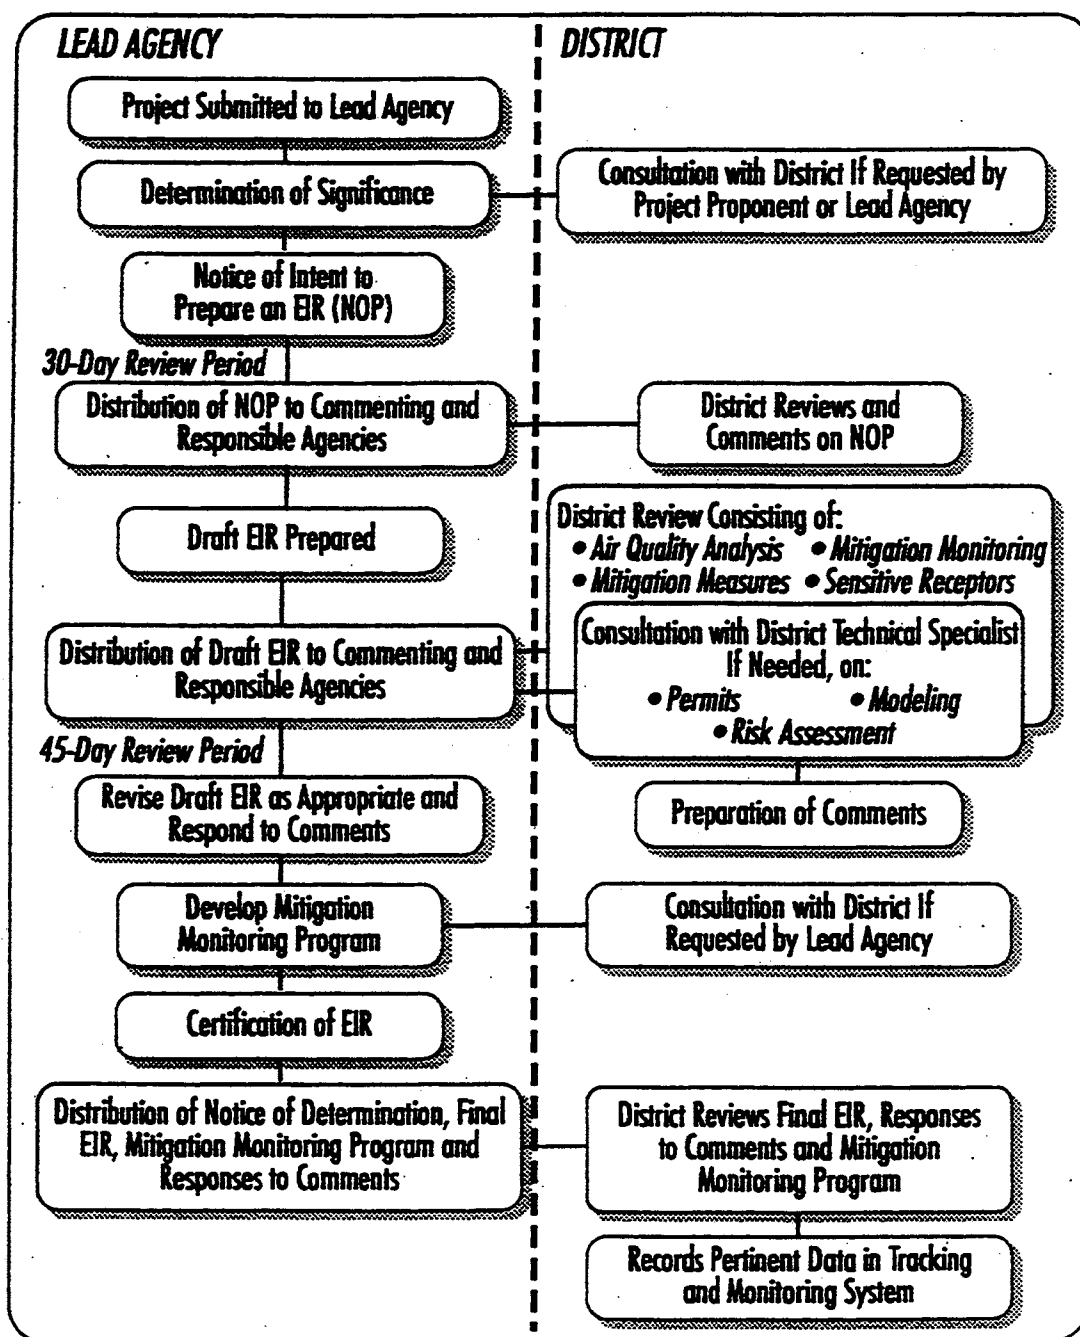 LEAD AGENCY
DISTRICT
Project Submitted to Lead Agency
Determination of Significance
Consultation with District If Requested by
Project Proponent or Lead Agency
Notice of Intent to
Prepare an EIR (NOP)
30-Day Review Period
Distribution of NOP to Commenting and
Responsible Agencies
District Reviews and
Comments on NOP
Draft EIR Prepared
District Review Consisting of:
• Air Quality Analysis • Mitigation Monitoring
• Mitigation Measures • Sensitive Receptors
Distribution of Draft EIR to Commenting and
Responsible Agencies
Consultation with District Technical Specialist
If Needed, on:
• Permits • Modeling
• Risk Assessment
45-Day Review Period
Revise Draft EIR as Appropriate and
Respond to Comments
Preparation of Comments
Develop Mitigation
Monitoring Program
Consultation with District If
Requested by Lead Agency
Certification of EIR
Distribution of Notice of Determination, Final
EIR, Mitigation Monitoring Program and
Responses to Comments
District Reviews Final EIR, Responses
to Comments and Mitigation
Monitoring Program
Records Pertinent Data in Tracking
and Monitoring System